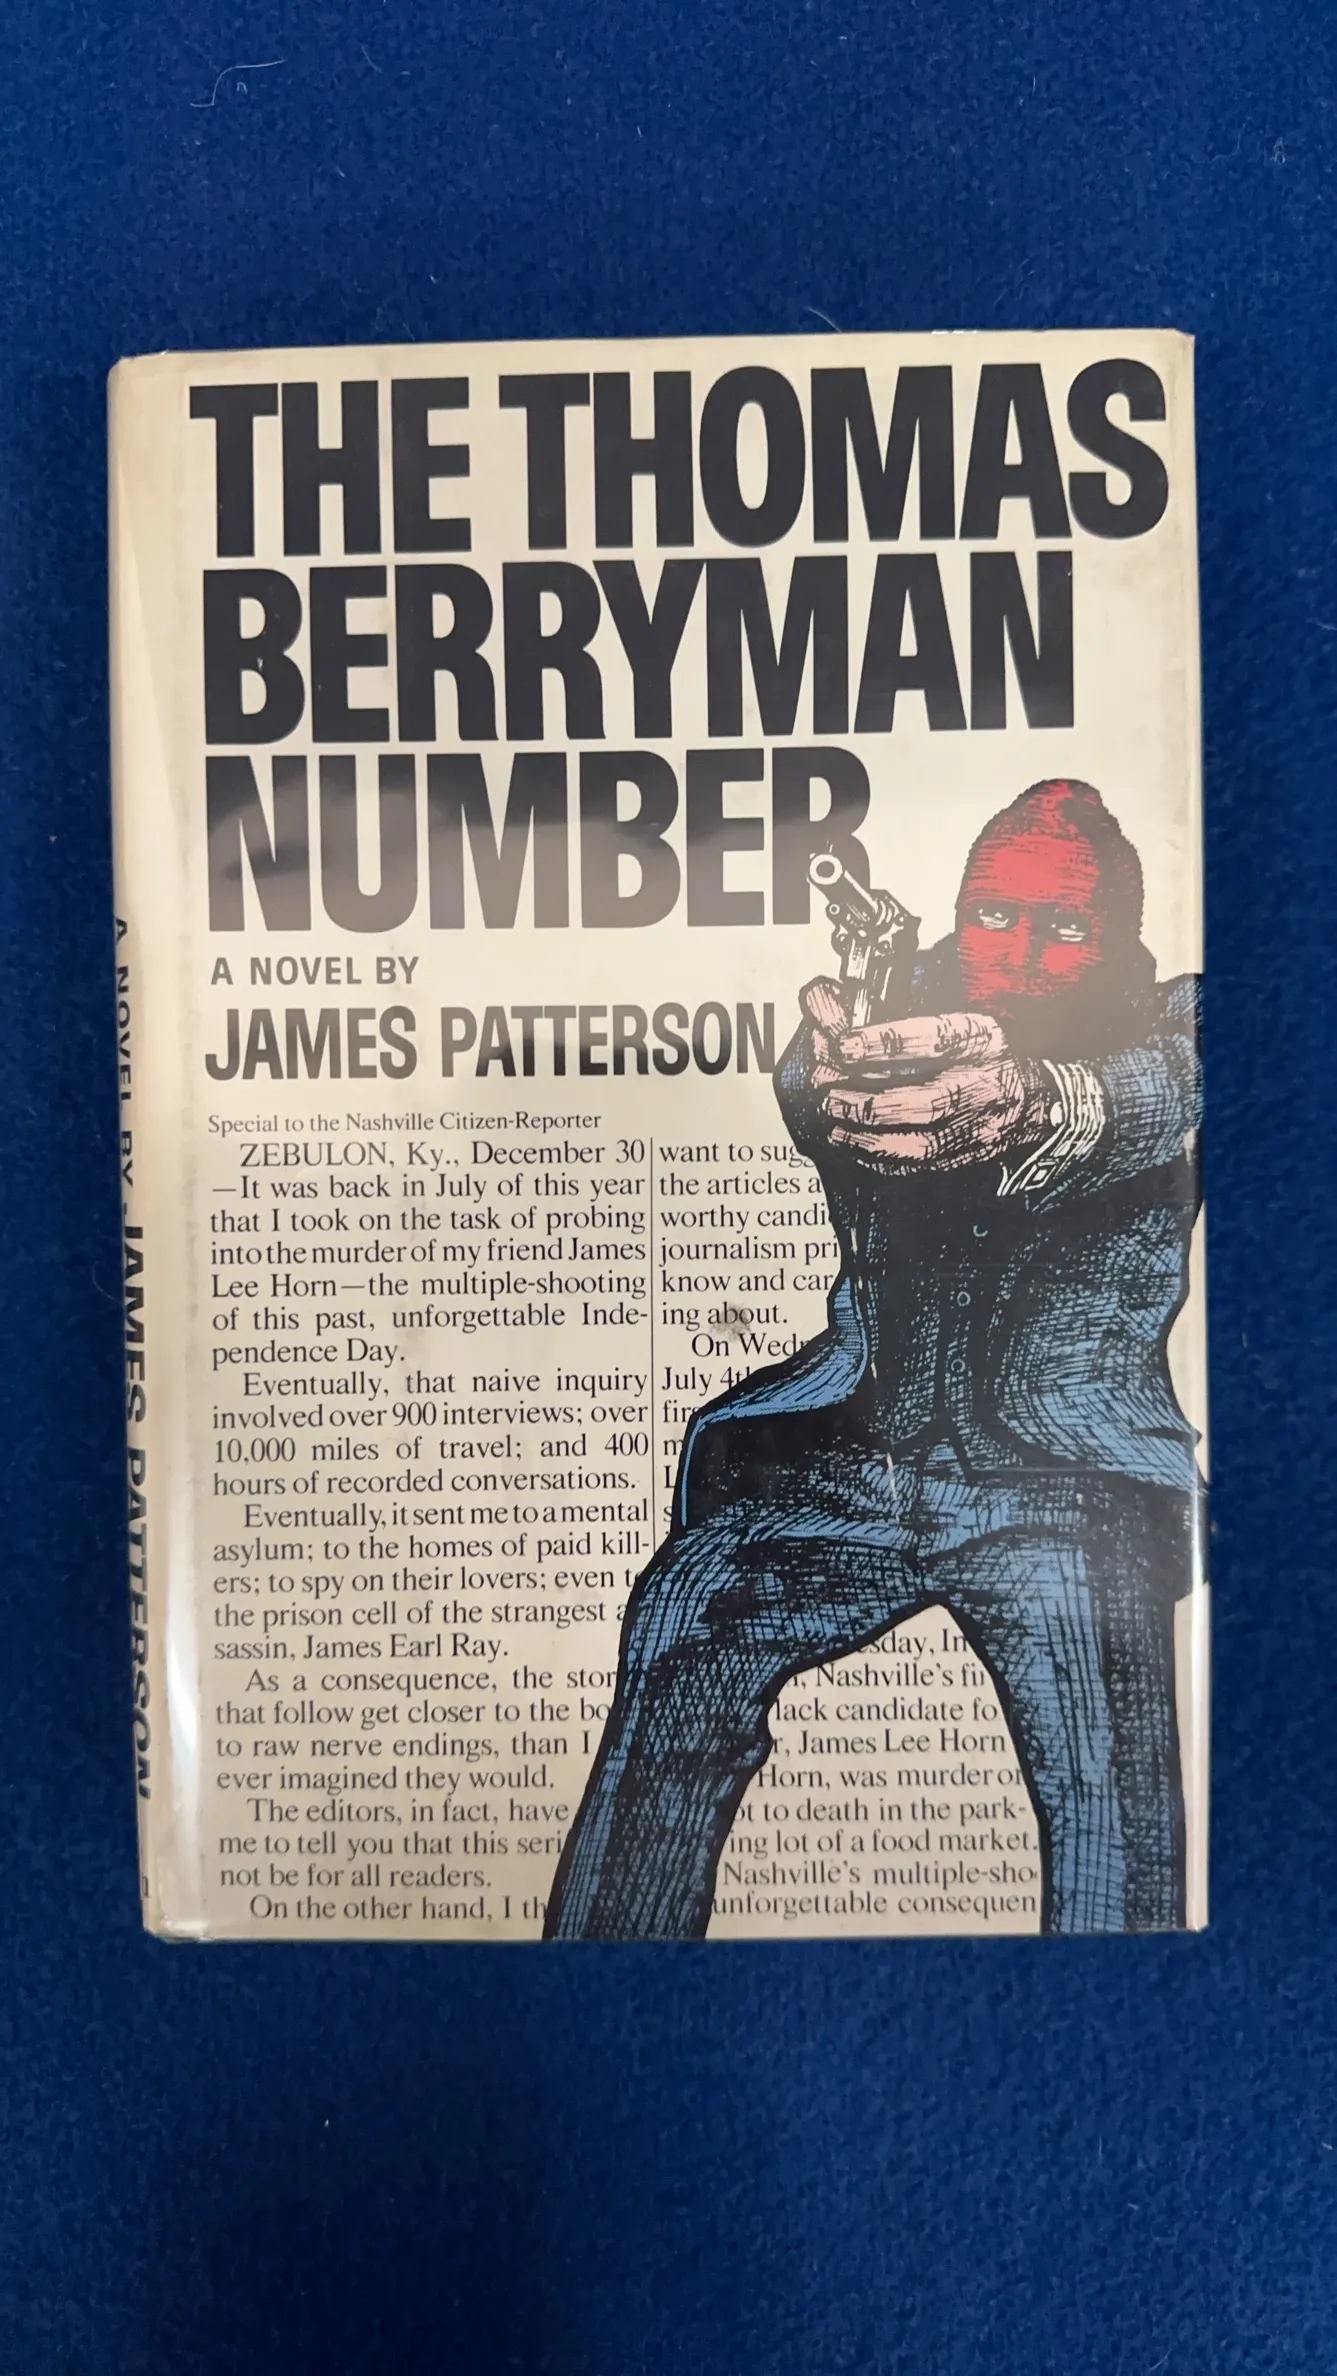 THE THOMAS
BERRYMAN
NUMBER
A NOVEL BY
JAMES PATTERSON
Special to the Nashville Citizen-Reporter
ZEBULON, Ky., December 30
—It was back in July of this year
that I took on the task of probing
into the murder of my friend James
Lee Horn—the multiple-shooting
of this past, unforgettable Inde-
pendence Day.
Eventually, that naive inquiry
involved over 900 interviews; over
10,000 miles of travel; and 400
hours of recorded conversations.
Eventually, it sent me to a mental
asylum; to the homes of paid kill-
ers; to spy on their lovers; even
the prison cell of the strangest
sassin, James Earl Ray.
As a consequence, the
that follow get closer to the
to raw nerve endings, than I
ever imagined they would.
The editors, in fact, have
me to tell you that this
not be for all readers.
On the other hand, I
want to
the articles
worthy
journalism
know and
ing about.
On
July
Nashville's
candidate
James Lee Horn
Horn, was murder
to death in the park-
ing lot of a food market.
Nashville's
unforgettable
A NOVEL BY JAMES PATTERSON